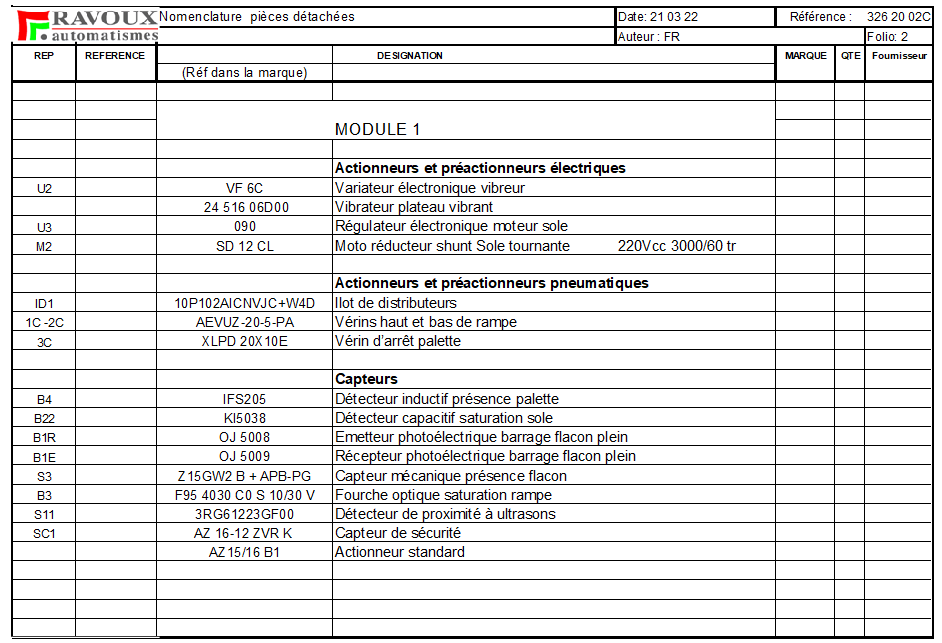 RAVOUX
automatismes
Nomenclature pièces détachées
Date: 21 03 22
Référence : 326 20 02C
Auteur : FR
Folio: 2
REP REFERENCE DESIGNATION MARQUE QTE Fournisseur
(Réf dans la marque)
MODULE 1
Actionneurs et préactionneurs électriques
U2 VF 6C Variateur électronique vibreur
24 516 06D00 Vibrateur plateau vibrant
U3 090 Régulateur électronique moteur sole
M2 SD 12 CL Moto réducteur shunt Sole tournante 220Vcc 3000/60 tr
Actionneurs et préactionneurs pneumatiques
ID1 10P102AICNVJC+W4D Ilot de distributeurs
1C -2C AEVUZ-20-5-PA Vérins haut et bas de rampe
3C XLPD 20X10E Vérin d’arrêt palette
Capteurs
B4 IFS205 Détecteur inductif présence palette
B22 KI5038 Détecteur capacitif saturation sole
B1R OJ 5008 Emetteur photoélectrique barrage flacon plein
B1E OJ 5009 Récepteur photoélectrique barrage flacon plein
S3 Z15GW2 B + APB-PG Capteur mécanique présence flacon
B3 F95 4030 C0 S 10/30 V Fourche optique saturation rampe
S11 3RG61223GF00 Détecteur de proximité à ultrasons
SC1 AZ 16-12 ZVR K Capteur de sécurité
AZ15/16 B1 Actionneur standard